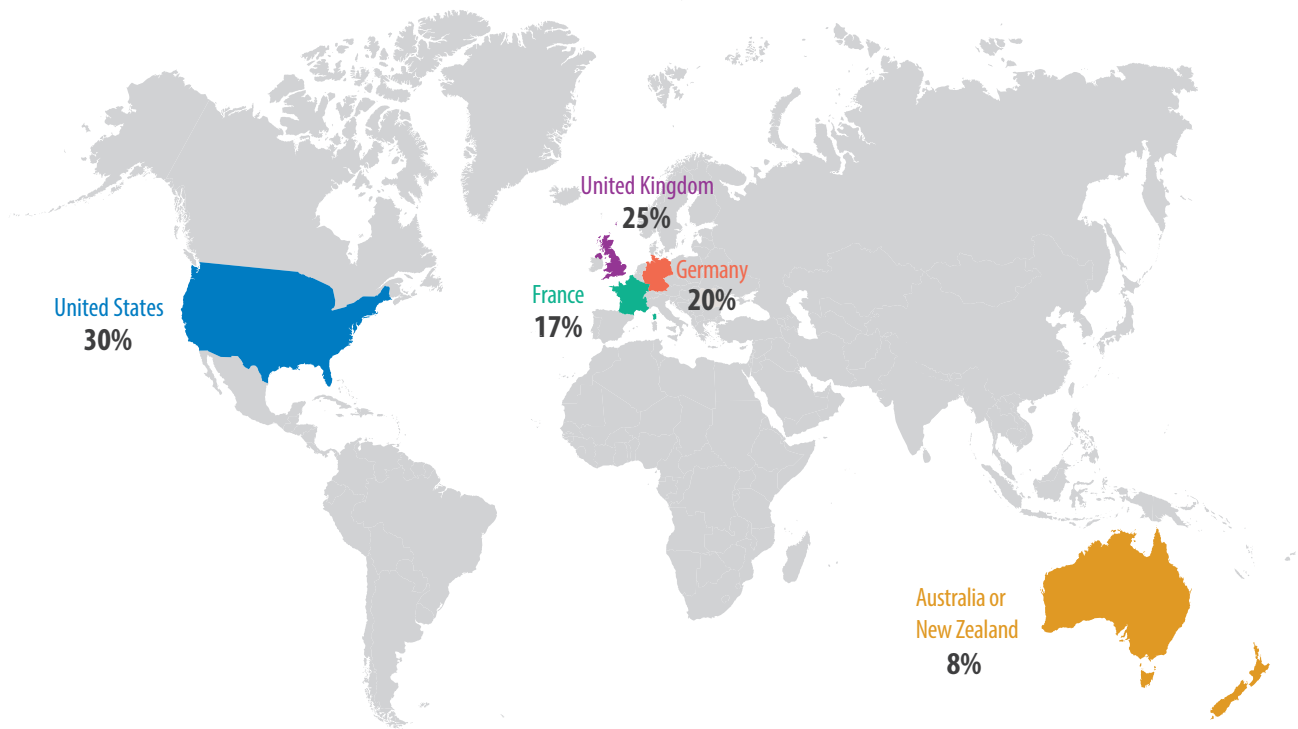 United Kingdom
25%
Germany
20%
France
17%
United States
30%
Australia or
New Zealand
8%